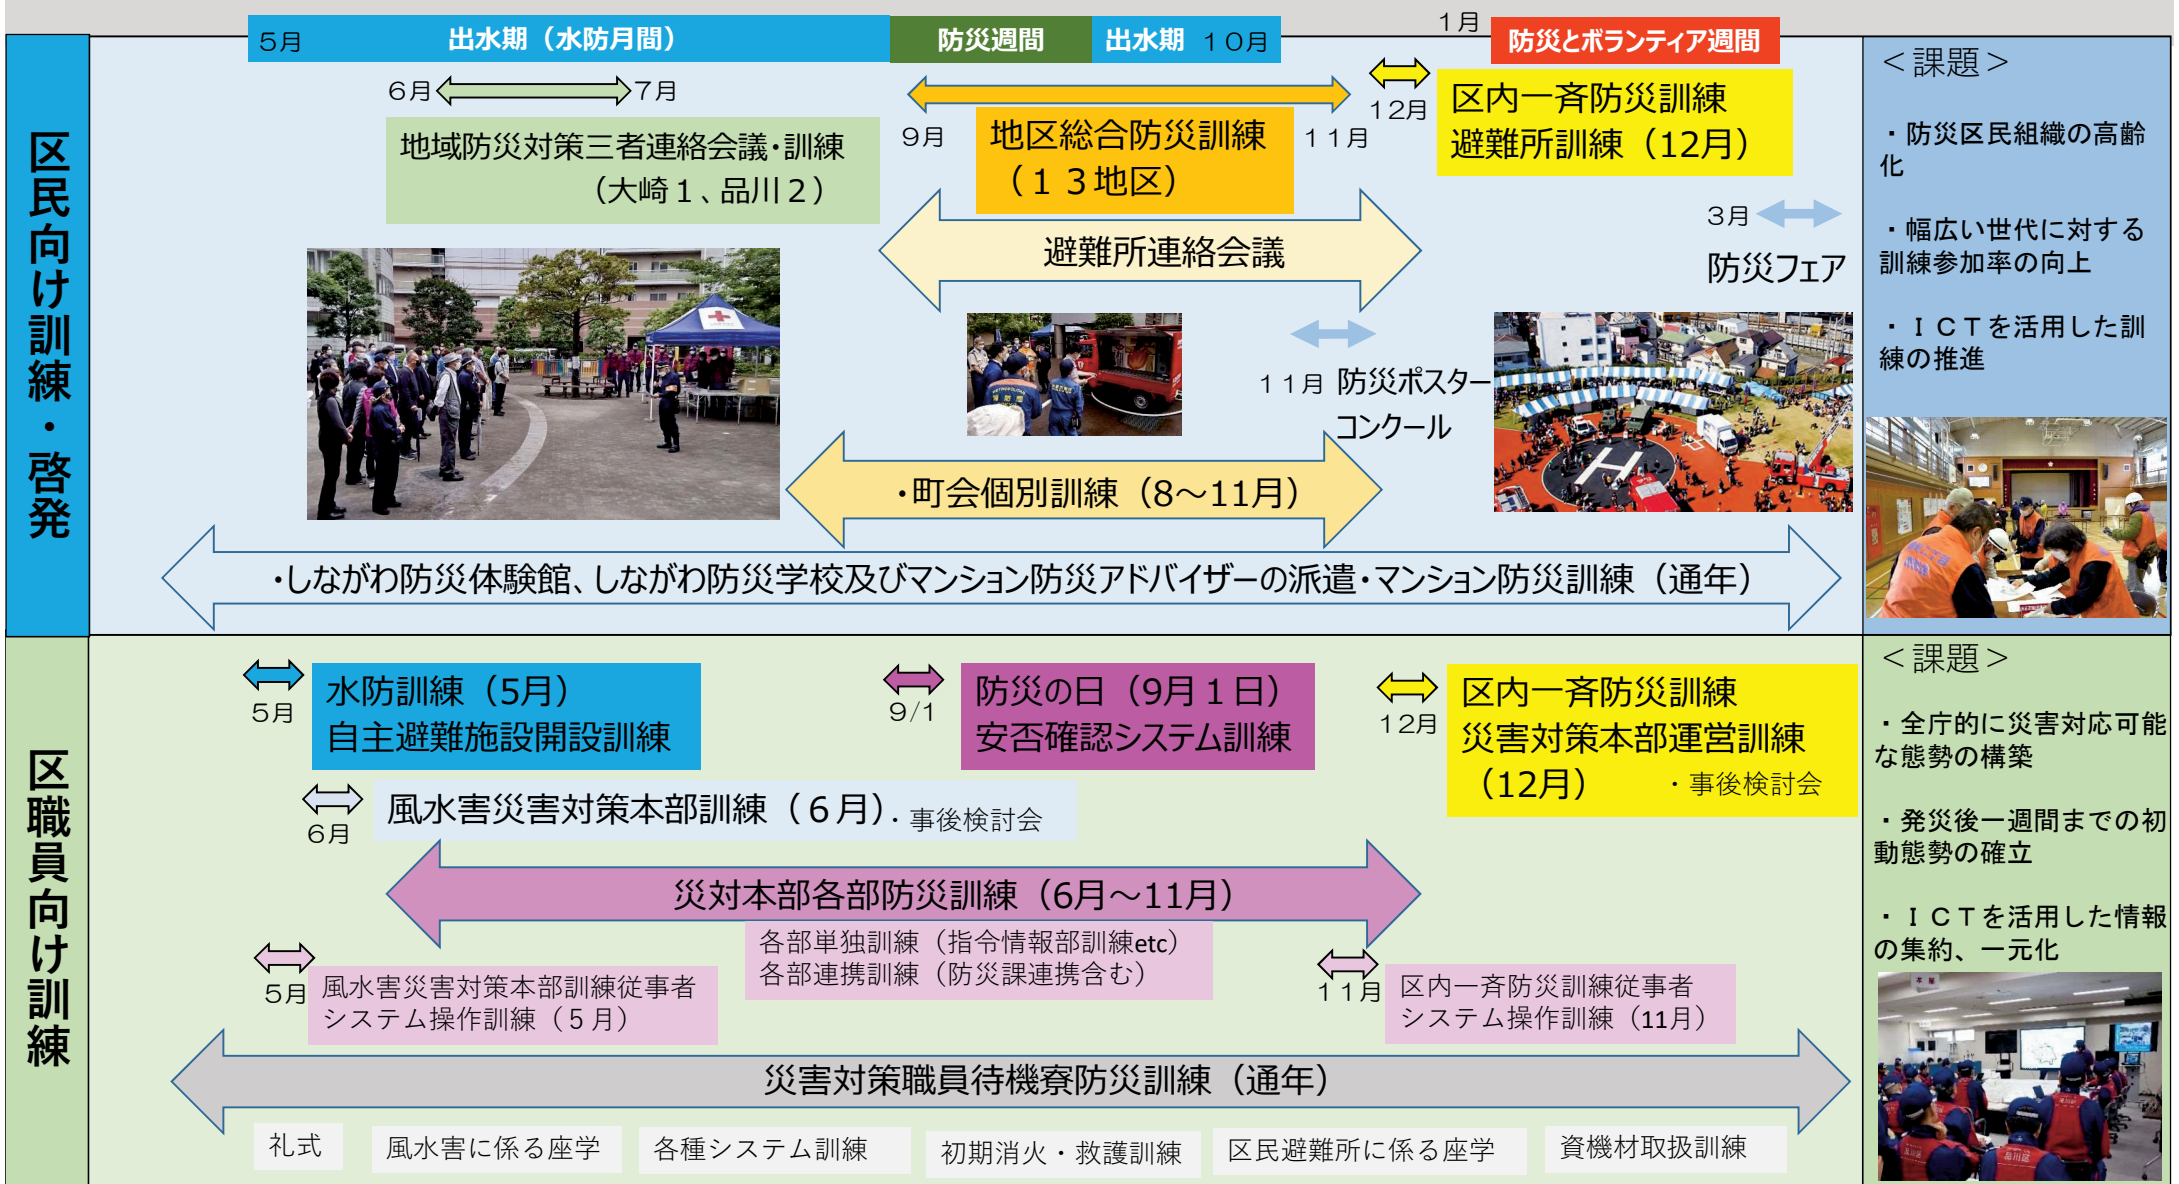 5月
出水期（水防月間）
防災週間
出水期
10月
1月
防災とボランティア週間
区民向け訓練・啓発
6月
7月
地域防災対策三者連絡会議・訓練
（大崎１、品川２）
9月
地区総合防災訓練
（１３地区）
11月
12月
区内一斉防災訓練
避難所訓練（12月）
避難所連絡会議
3月
防災フェア
11月
防災ポスター
コンクール
・町会個別訓練（8～11月）
・しながわ防災体験館、しながわ防災学校及びマンション防災アドバイザーの派遣・マンション防災訓練（通年）
＜課題＞
・防災区民組織の高齢
化
・幅広い世代に対する
訓練参加率の向上
・ＩＣＴを活用した訓
練の推進
区職員向け訓練
5月
水防訓練（5月）
自主避難施設開設訓練
9/1
防災の日（9月１日）
安否確認システム訓練
12月
区内一斉防災訓練
災害対策本部運営訓練
（12月）　・事後検討会
6月
風水害災害対策本部訓練（６月）．事後検討会
災対本部各部防災訓練（6月～11月）
各部単独訓練（指令情報部訓練etc）
各部連携訓練（防災課連携含む）
5月
風水害災害対策本部訓練従事者
システム操作訓練（５月）
11月
区内一斉防災訓練従事者
システム操作訓練（11月）
災害対策職員待機寮防災訓練（通年）
礼式
風水害に係る座学
各種システム訓練
初期消火・救護訓練
区民避難所に係る座学
資機材取扱訓練
＜課題＞
・全庁的に災害対応可能
な態勢の構築
・発災後一週間までの初
動態勢の確立
・ＩＣＴを活用した情報
の集約、一元化
品川区